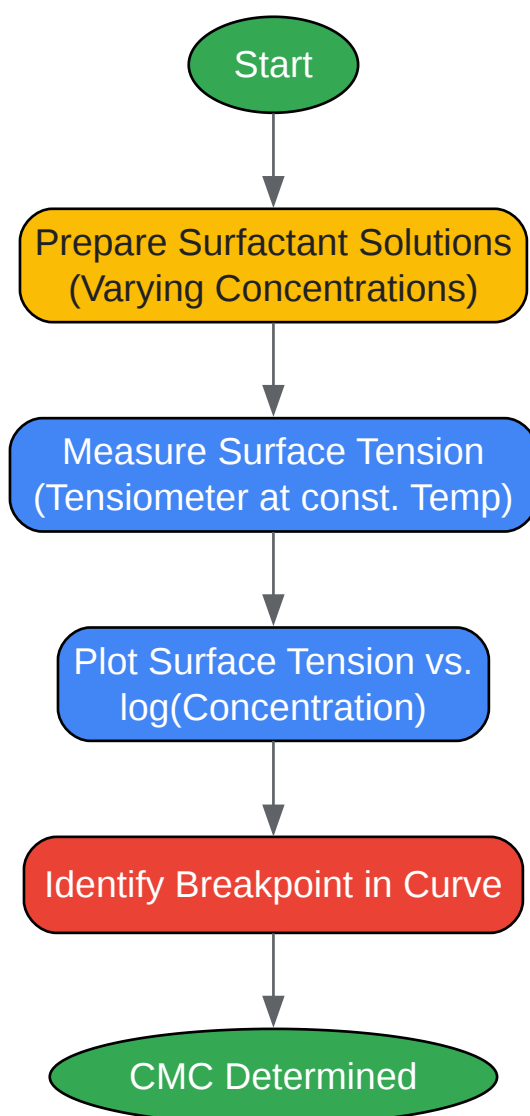 Start
Prepare Surfactant Solutions
(Varying Concentrations)
Measure Surface Tension
(Tensiometer at const. Temp)
Plot Surface Tension vs.
log(Concentration)
Identify Breakpoint in Curve
CMC Determined